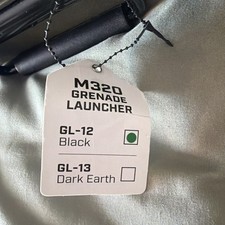 M320
GRENADE
LAUNCHER
GL-12
Black
GL-13
Dark Earth